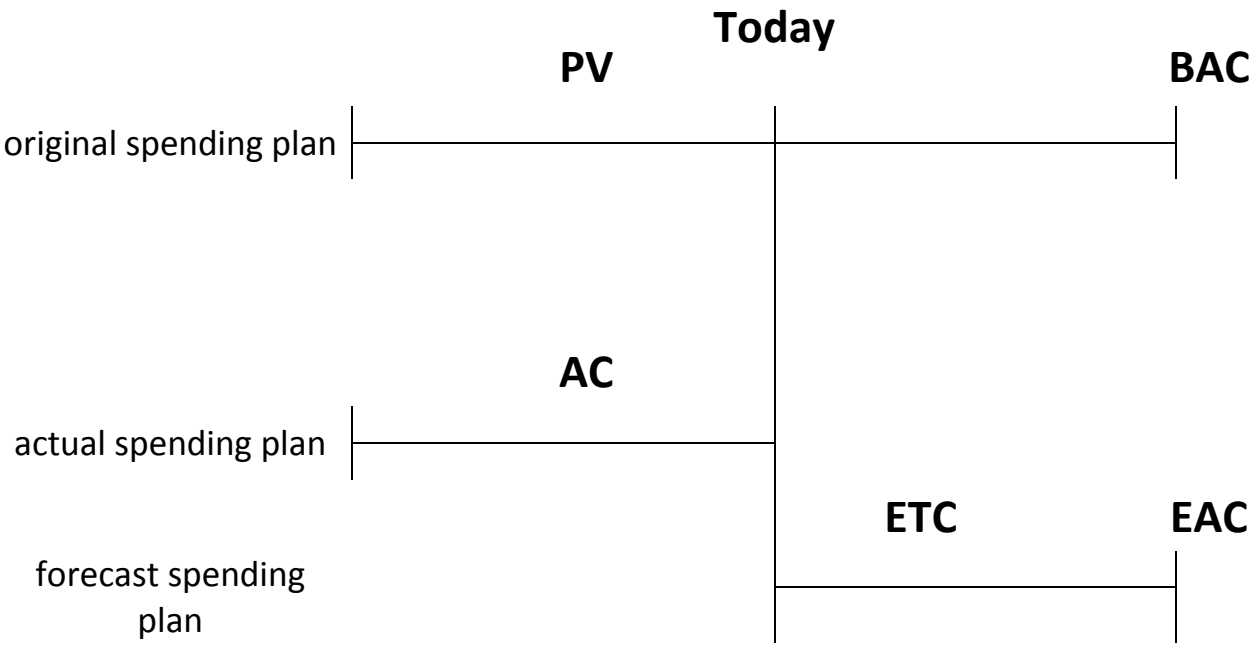 Today
PV
BAC
original spending plan
AC
actual spending plan
ETC
EAC
forecast spending
plan